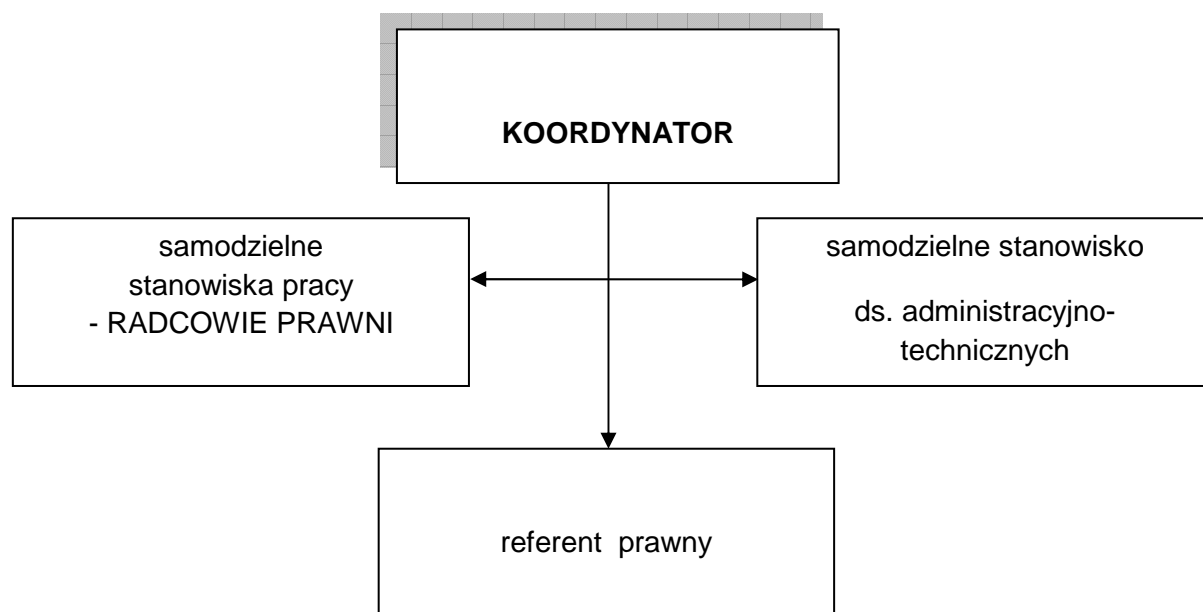 KOORDYNATOR
samodzielne
stanowiska pracy
- RADCOWIE PRAWNI
samodzielne stanowisko
ds. administracyjno-
technicznych
referent prawny